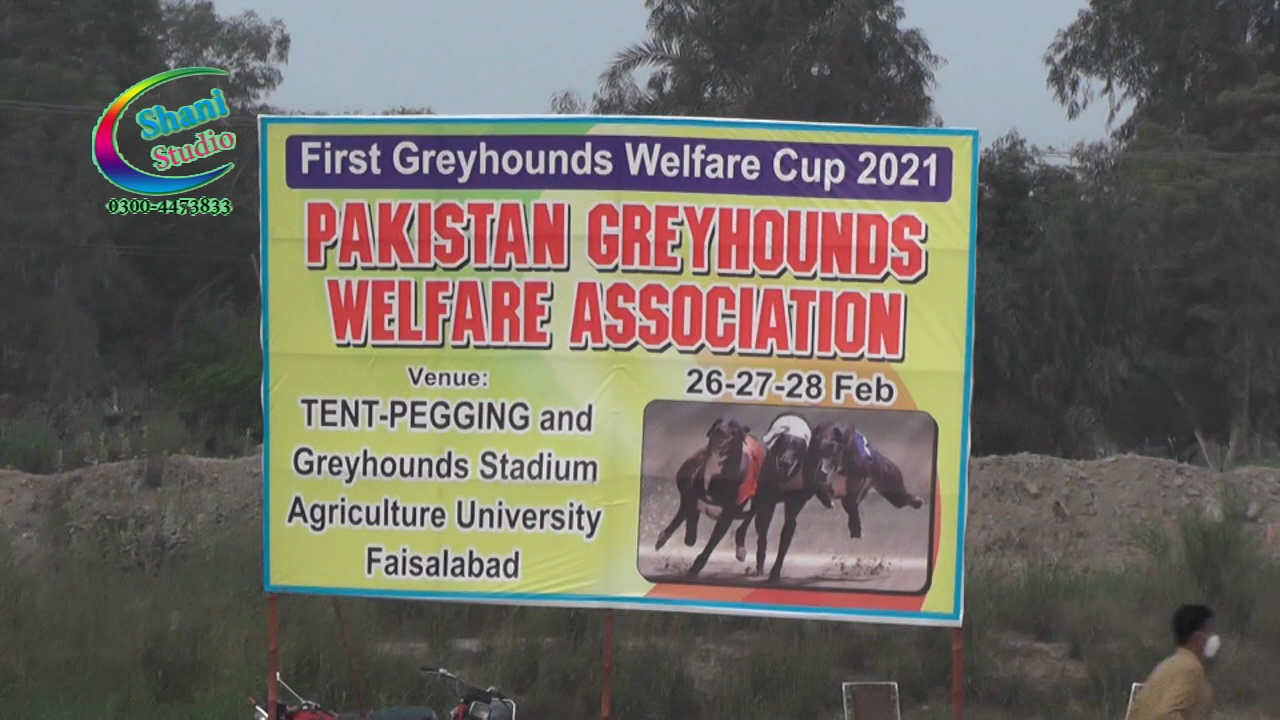 Shani
Studio
0300-4473833
First Greyhounds Welfare Cup 2021
PAKISTAN GREYHOUNDS
WELFARE ASSOCIATION
Venue:
TENT-PEGGING and
Greyhounds Stadium
Agriculture University
Faisalabad
26-27-28 Feb